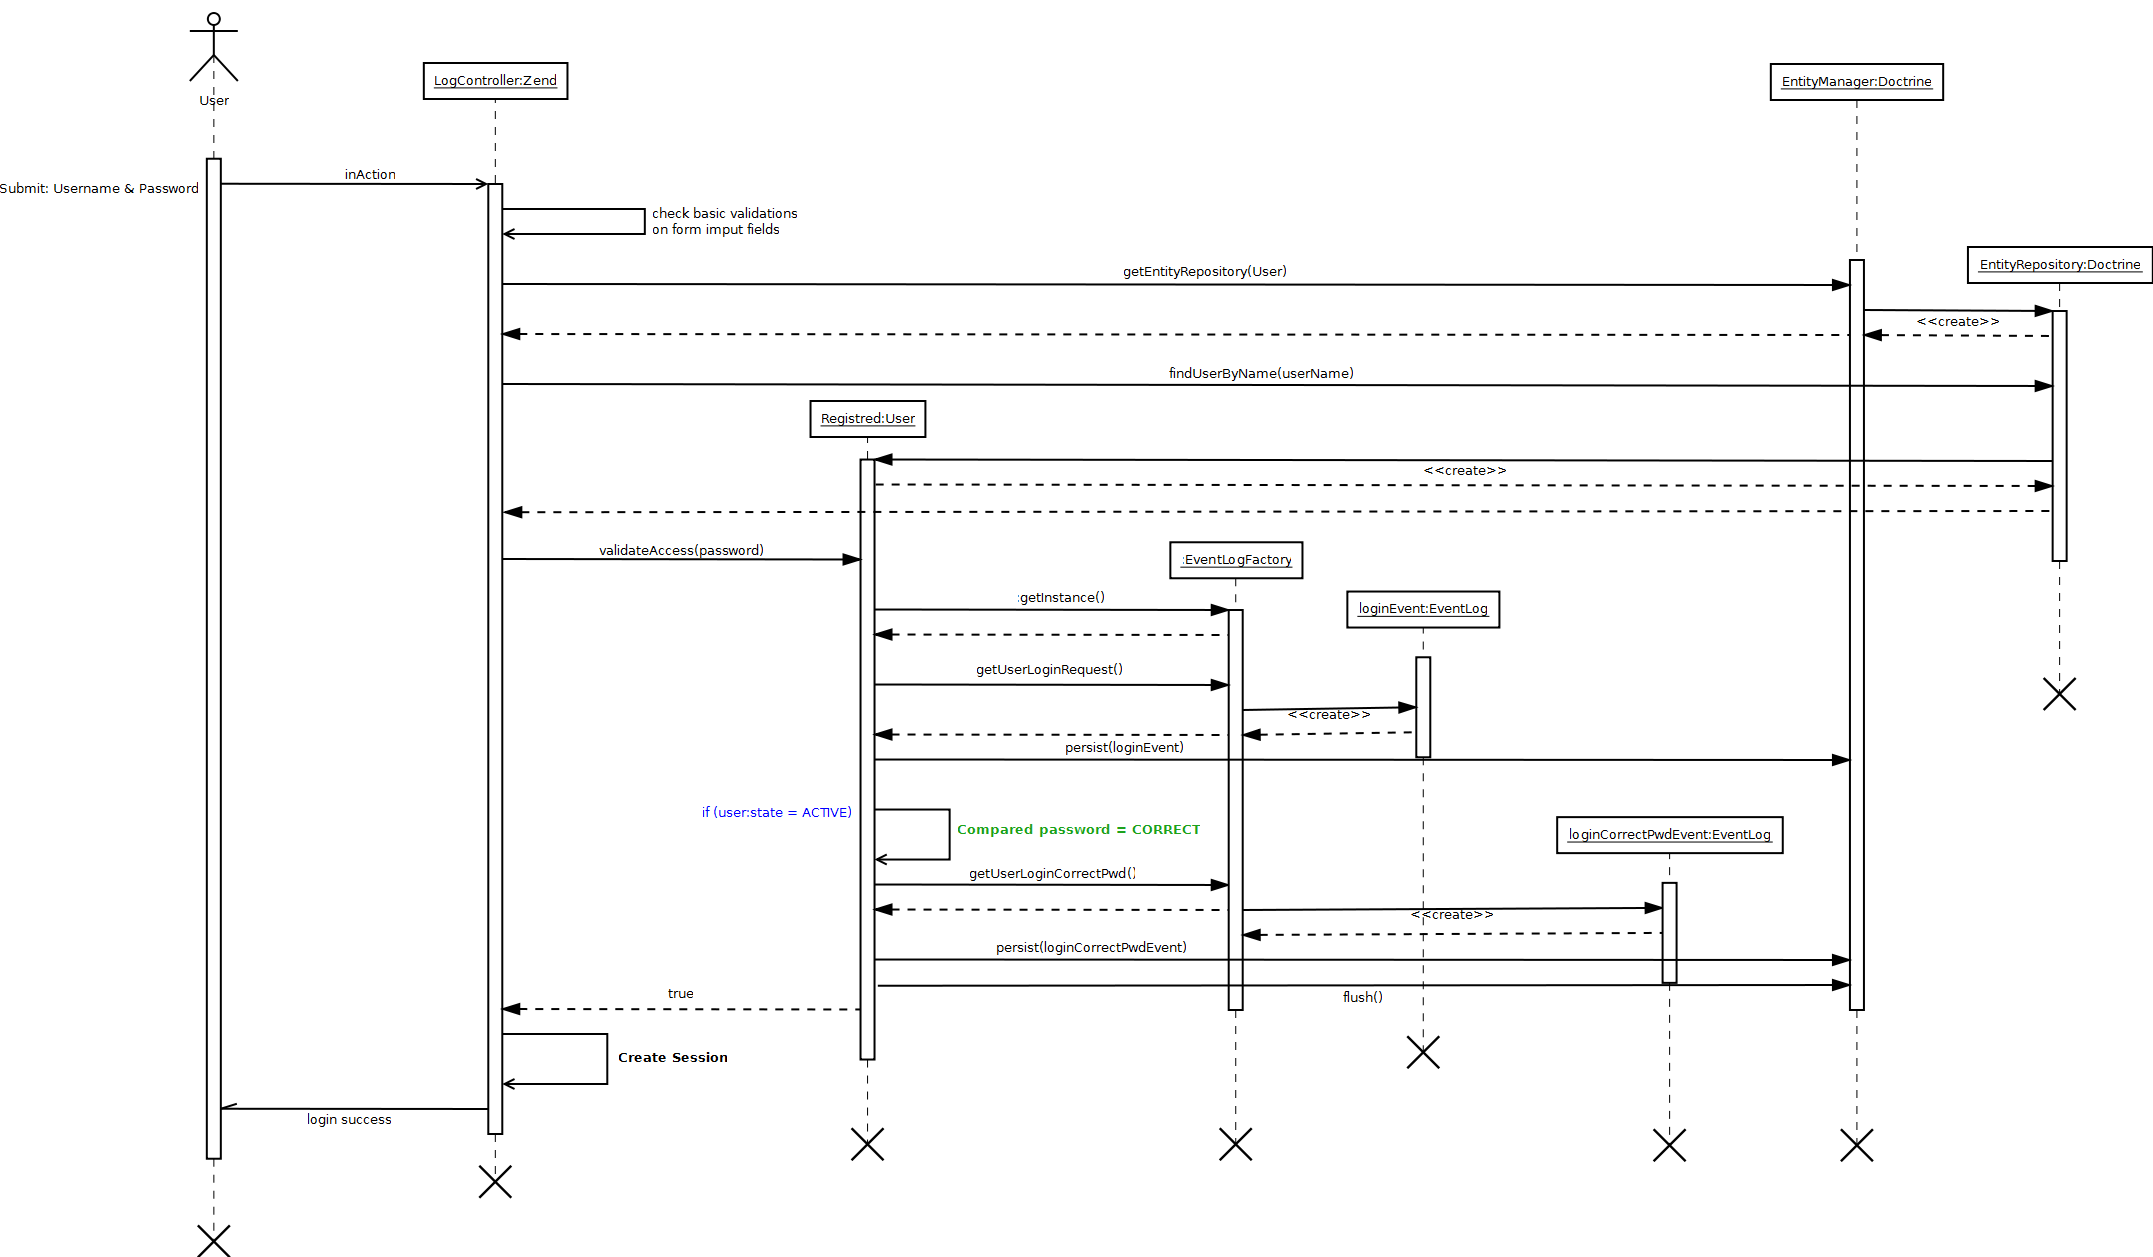 User
LogController:Zend
EntityManager:Doctrine
Submit: Username & Password
inAction
check basic validations
on form imput fields
getEntityRepository(User)
EntityRepository:Doctrine
<<create>>
findUserByName(userName)
Registred:User
<<create>>
validateAccess(password)
:EventLogFactory
:getInstance()
loginEvent:EventLog
getUserLoginRequest()
<<create>>
persist(loginEvent)
if (user:state = ACTIVE)
Compared password = CORRECT
loginCorrectPwdEvent:EventLog
getUserLoginCorrectPwd()
<<create>>
persist(loginCorrectPwdEvent)
true
flush()
Create Session
login success